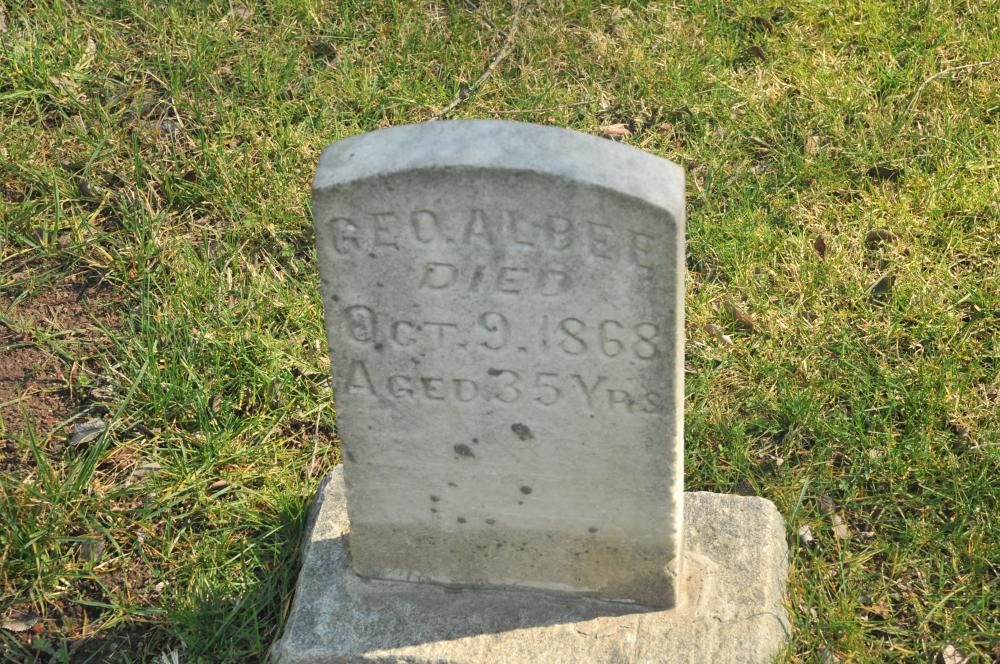 GEO. ALBEE
DIED
OCT. 9. 1868
AGED 35 YRS